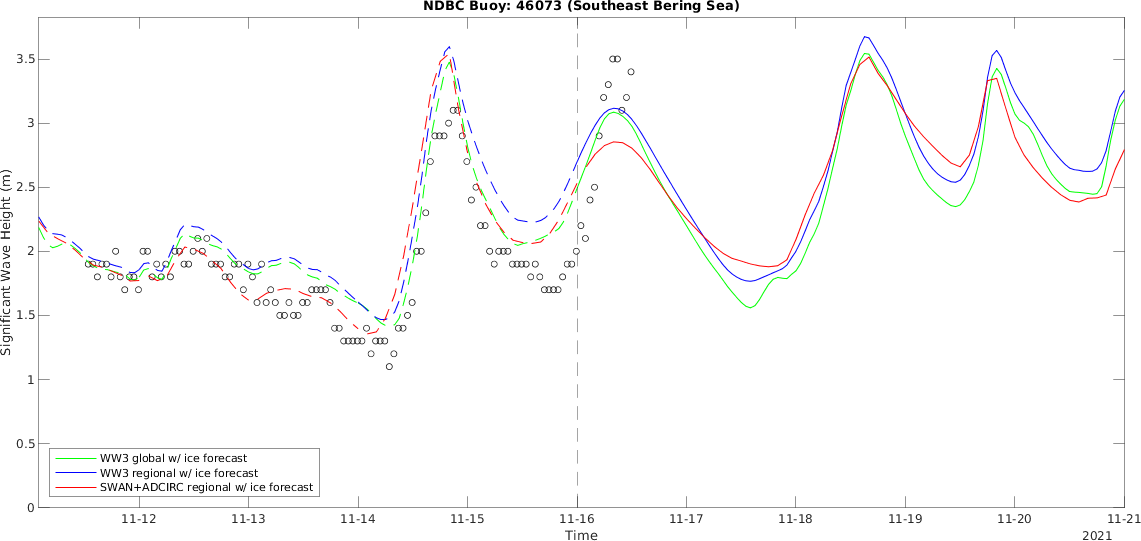 NDBC Buoy: 46073 (Southeast Bering Sea)
Significant Wave Height (m)
3.5
3
2.5
2
1.5
1
0.5
0
WW3 global w/ ice forecast
WW3 regional w/ ice forecast
SWAN+ADCIRC regional w/ ice forecast
11-12 11-13 11-14 11-15 11-16 11-17 11-18 11-19 11-20 11-21
Time
2021